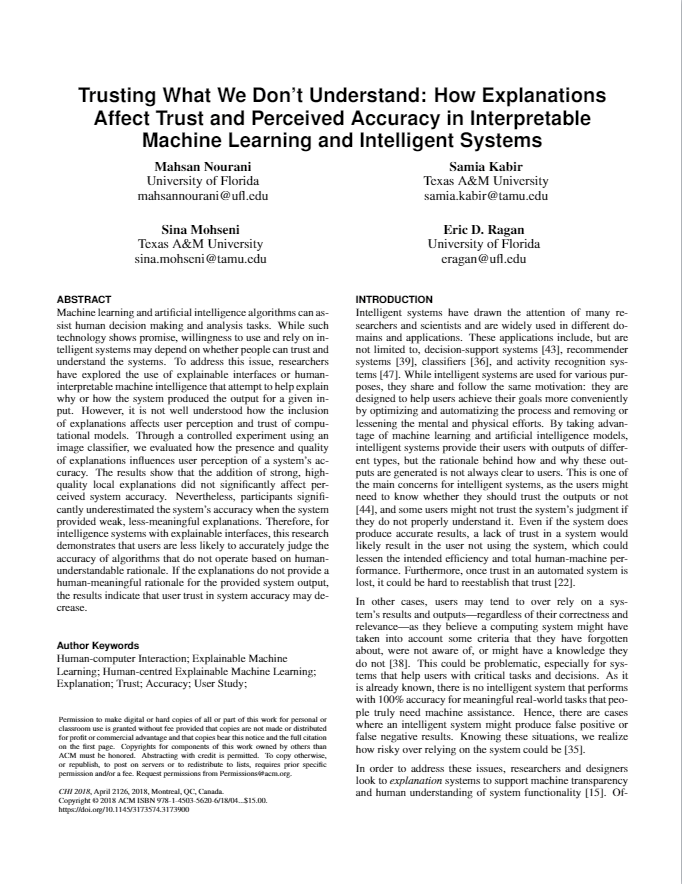 Trusting What We Don't Understand: How Explanations
Affect Trust and Perceived Accuracy in Interpretable
Machine Learning and Intelligent Systems
Mahsan Nourani
University of Florida
mahsannourani@ufl.edu
Samia Kabir
Texas A&M University
samia.kabir@tamu.edu
Sina Mohseni
Texas A&M University
sina.mohseni@tamu.edu
Eric D. Ragan
University of Florida
eragan@ufl.edu
ABSTRACT
Machine learning and artificial intelligence algorithms can as-
sist human decision making and analysis tasks. While such
technology shows promise, willingness to use and rely on in-
telligent systems may depend on whether people can trust and
understand the systems. To address this issue, researchers
have explored the use of explainable interfaces or human-
interpretable machine intelligence that attempt to help explain
why or how the system produced the output for a given in-
put. However, it is not well understood how the inclusion
of explanations affects user perception and trust of compu-
tational models. Through a controlled experiment using an
image classifier, we evaluated how the presence and quality
of explanations influences user perception of a system's ac-
curacy. The results show that the addition of strong, high-
quality local explanations did not significantly affect per-
ceived system accuracy. Nevertheless, participants signifi-
cantly underestimated the system's accuracy when the system
provided weak, less-meaningful explanations. Therefore, for
intelligence systems with explainable interfaces, this research
demonstrates that users are less likely to accurately judge the
accuracy of algorithms that do not operate based on human-
understandable rationale. If the explanations do not provide a
human-meaningful rationale for the provided system output,
the results indicate that user trust in system accuracy may de-
crease.
Author Keywords
Human-computer Interaction; Explainable Machine
Learning; Human-centred Explainable Machine Learning;
Explanation; Trust; Accuracy; User Study;
Permission to make digital or hard copies of all or part of this work for personal or
classroom use is granted without fee provided that copies are not made or distributed
for profit or commercial advantage and that copies bear this notice and the full citation
on the first page. Copyrights for components of this work owned by others than
ACM must be honored. Abstracting with credit is permitted. To copy otherwise,
or republish, to post on servers or to redistribute to lists, requires prior specific
permission and/or a fee. Request permissions from Permissions@acm.org.
CHI 2018, April 2126, 2018, Montreal, QC, Canada.
Copyright © 2018 ACM ISBN 978-1-4503-5620-6/18/04...$15.00.
https://doi.org/10.1145/3173574.3173900
INTRODUCTION
Intelligent systems have drawn the attention of many re-
searchers and scientists and are widely used in different do-
mains and applications. These applications include, but are
not limited to, decision-support systems [43], recommender
systems [39], classifiers [36], and activity recognition sys-
tems [47]. While intelligent systems are used for various pur-
poses, they share and follow the same motivation: they are
designed to help users achieve their goals more conveniently
by optimizing and automatizing the process and removing or
lessening the mental and physical efforts. By taking advan-
tage of machine learning and artificial intelligence models,
intelligent systems provide their users with outputs of differ-
ent types, but the rationale behind how and why these out-
puts are generated is not always clear to users. This is one of
the main concerns for intelligent systems, as the users might
need to know whether they should trust the outputs or not
[44], and some users might not trust the system's judgment if
they do not properly understand it. Even if the system does
produce accurate results, a lack of trust in a system would
likely result in the user not using the system, which could
lessen the intended efficiency and total human-machine per-
formance. Furthermore, once trust in an automated system is
lost, it could be hard to reestablish that trust [22].
In other cases, users may tend to over rely on a sys-
tem's results and outputs—regardless of their correctness and
relevance—as they believe a computing system might have
taken into account some criteria that they have forgotten
about, were not aware of, or might have a knowledge they
do not [38]. This could be problematic, especially for sys-
tems that help users with critical tasks and decisions. As it
is already known, there is no intelligent system that performs
with 100% accuracy for meaningful real-world tasks that peo-
ple truly need machine assistance. Hence, there are cases
where an intelligent system might produce false positive or
false negative results. Knowing these situations, we realize
how risky over relying on the system could be [35].
In order to address these issues, researchers and designers
look to explanation systems to support machine transparency
and human understanding of system functionality [15]. Of-